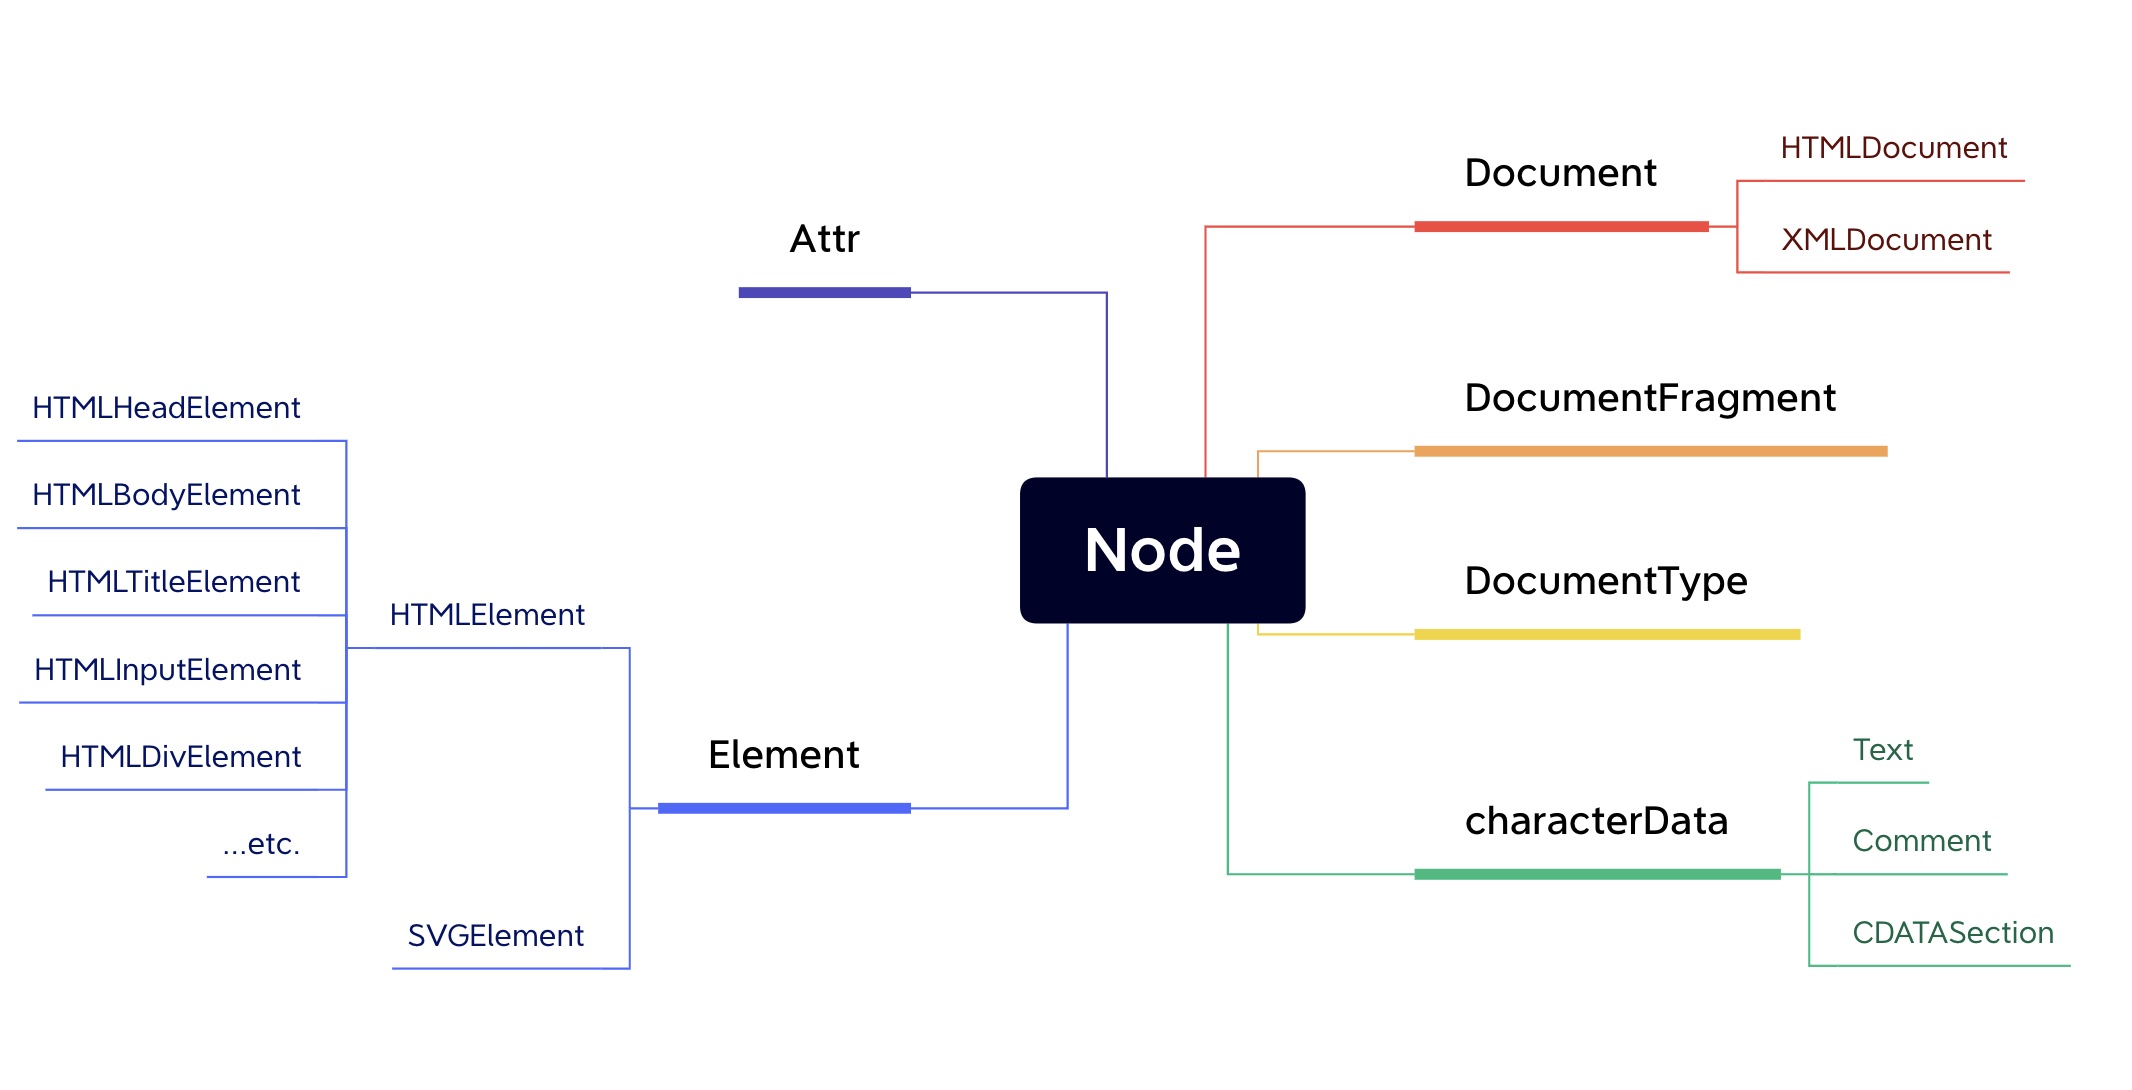 Node
Document
HTMLDocument
XMLDocument
DocumentFragment
DocumentType
characterData
Text
Comment
CDATASection
Attr
Element
HTMLElement
HTMLHeadElement
HTMLBodyElement
HTMLTitleElement
HTMLInputElement
HTMLDivElement
...etc.
SVGElement